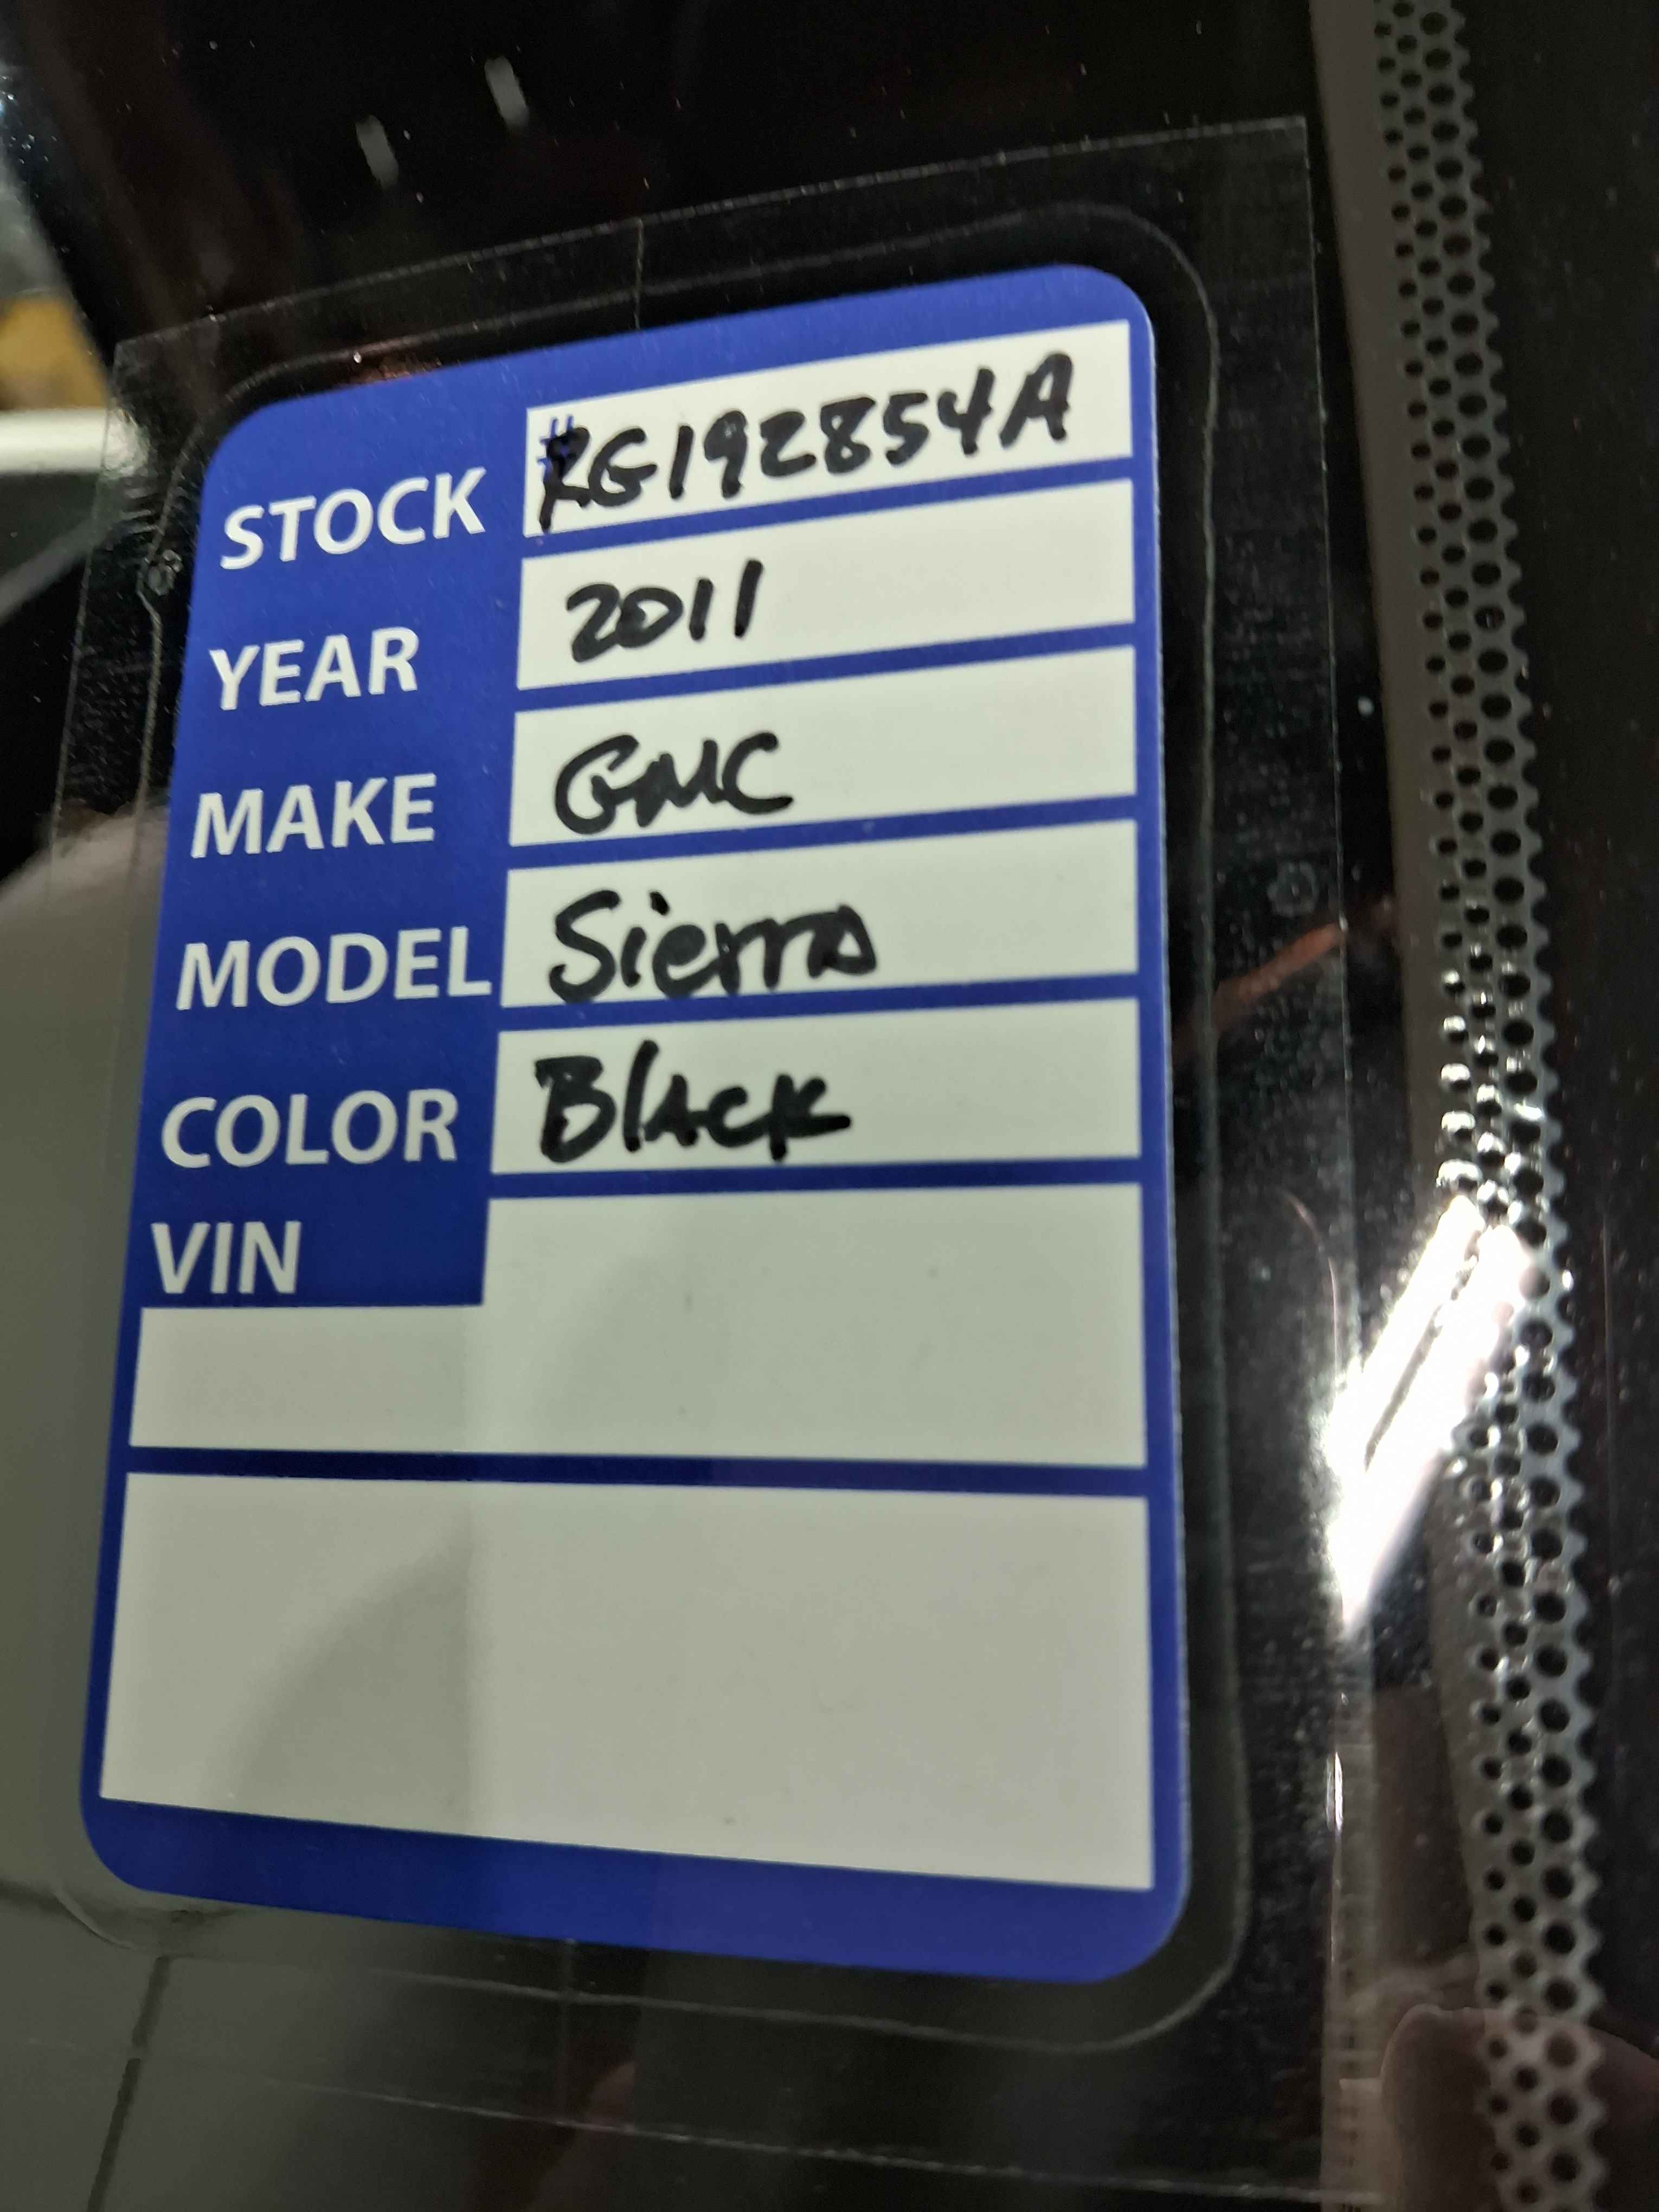 STOCK #RG192854A
YEAR 2011
MAKE GMC
MODEL Sierra
COLOR Black
VIN